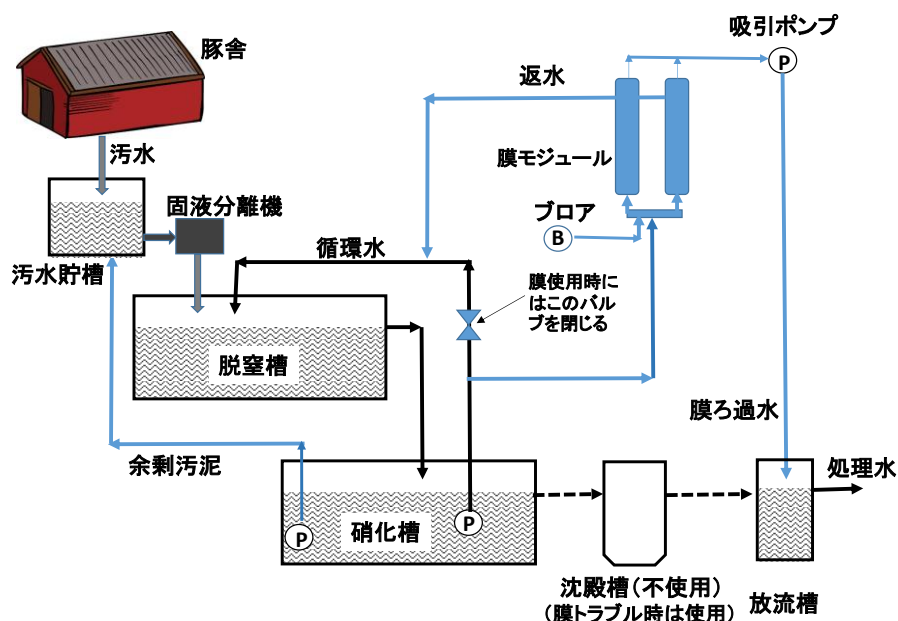 豚舎
汚水
汚水貯槽
固液分離機
循環水
返水
吸引ポンプ
P
膜モジュール
ブロア
B
膜使用時に
はこのバル
ブを閉じる
脱窒槽
余剰汚泥
P
硝化槽
P
膜ろ過水
処理水
沈殿槽（不使用）
（膜トラブル時は使用）
放流槽